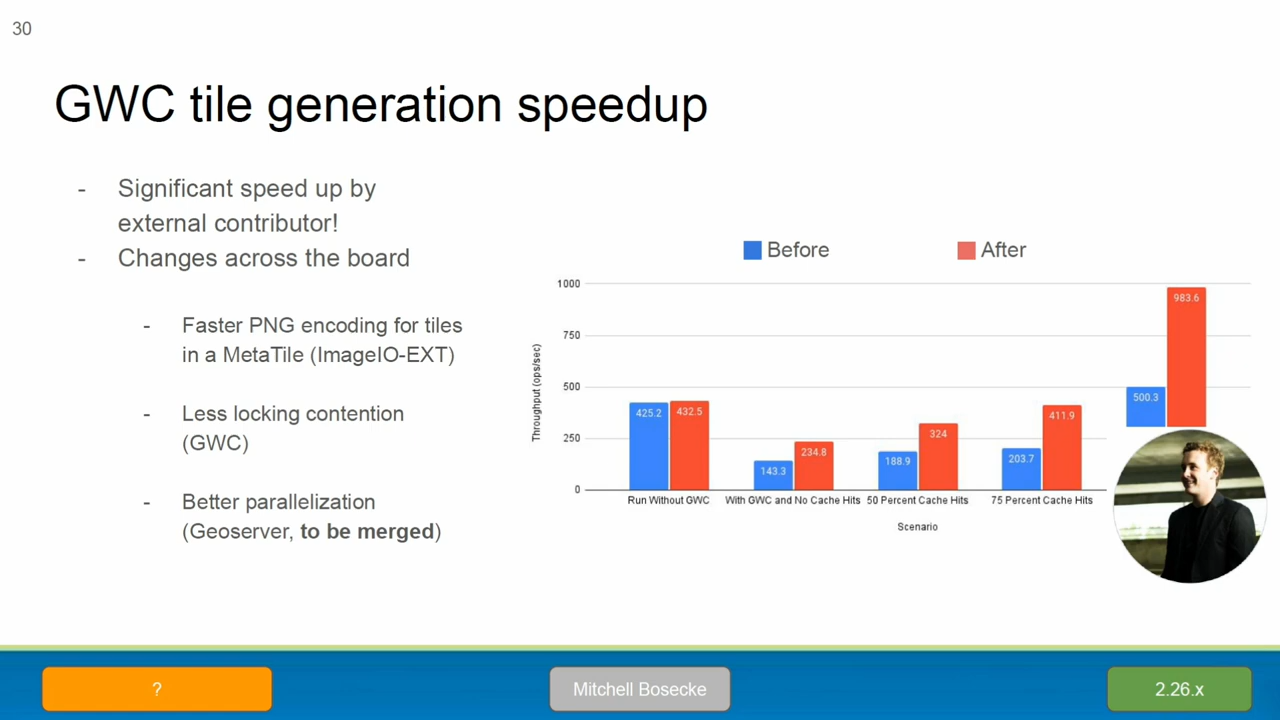 30
GWC tile generation speedup
- Significant speed up by
external contributor!
- Changes across the board
- Faster PNG encoding for tiles
in a MetaTile (ImageIO-EXT)
- Less locking contention
(GWC)
- Better parallelization
(Geoserver, to be merged)
Before After
Throughput (ops/sec)
1000
750
500
250
0
425.2 432.5
143.3 234.8
188.9 324
203.7 411.9
500.3 983.6
Run Without GWC With GWC and No Cache Hits 50 Percent Cache Hits 75 Percent Cache Hits
Scenario
? Mitchell Bosecke 2.26.x